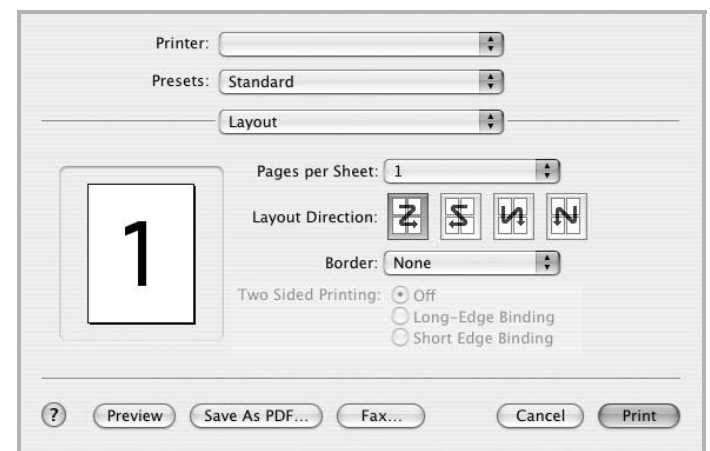 Printer:
Presets: Standard
Layout
Pages per Sheet: 1
1
Layout Direction:
Border: None
Two Sided Printing: Off
Long-Edge Binding
Short Edge Binding
? Preview Save As PDF... Fax... Cancel Print